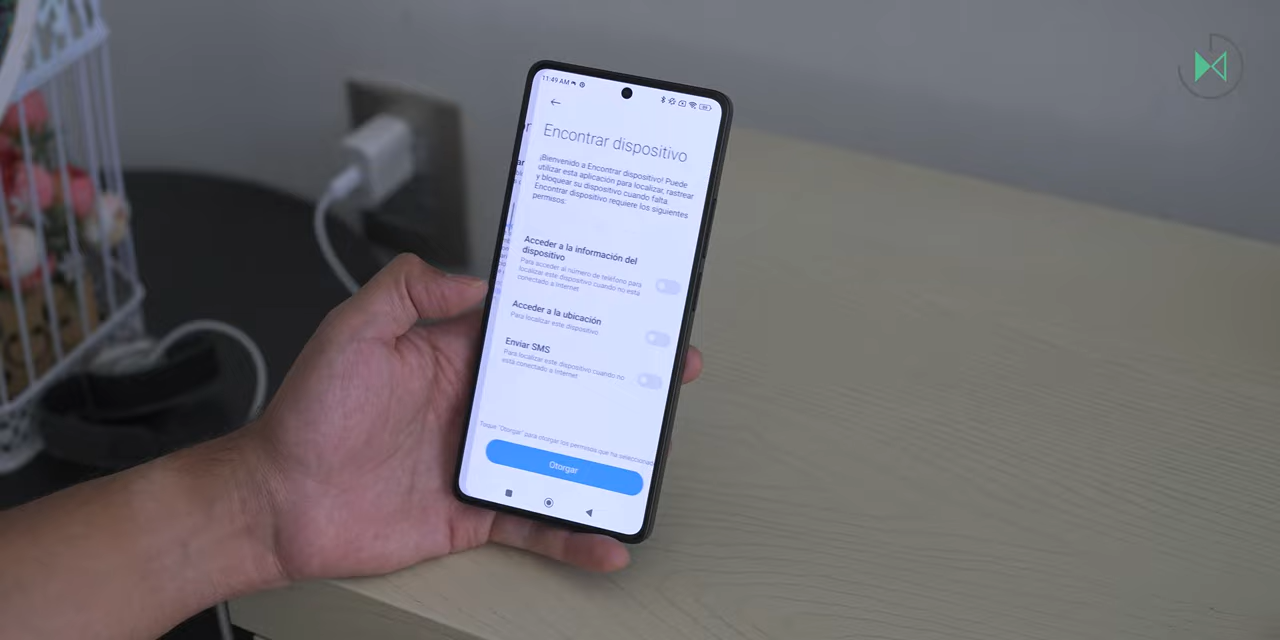 11:49 AM
Encontrar dispositivo
¡Bienvenido a Encontrar dispositivo! Puede
utilizar esta aplicación para localizar, rastrear
y bloquear su dispositivo cuando falta.
Encontrar dispositivo requiere los siguientes
permisos:
Acceder a la información del
dispositivo
Para acceder al número de teléfono para
localizar este dispositivo cuando no está
conectado a Internet
Acceder a la ubicación
Para localizar este dispositivo
Enviar SMS
Para localizar este dispositivo cuando no
está conectado a Internet
Toque "Otorgar" para otorgar los permisos que ha seleccionado
Otorgar